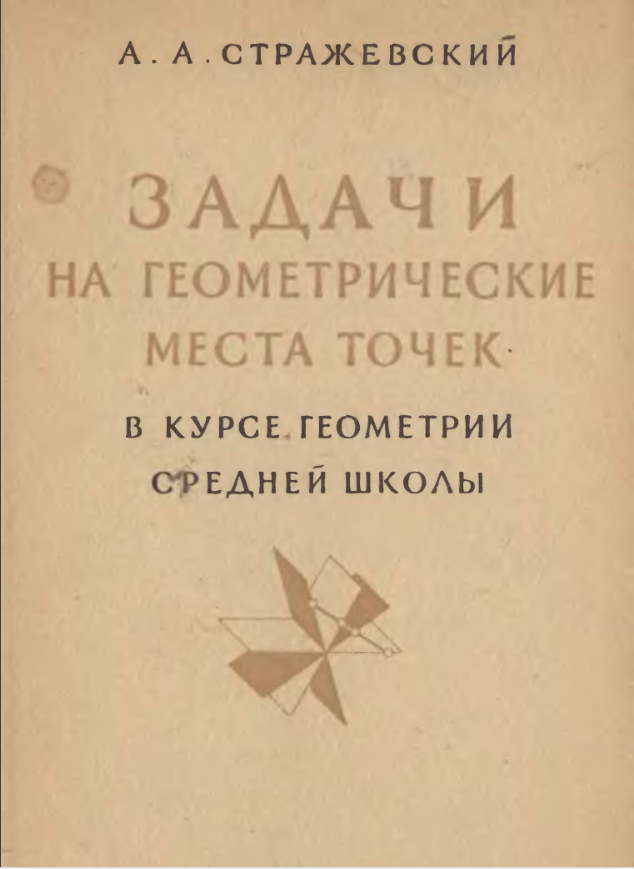 А. А. СТРАЖЕВСКИЙ
ЗАДАЧИ
НА ГЕОМЕТРИЧЕСКИЕ
МЕСТА ТОЧЕК
В КУРСЕ ГЕОМЕТРИИ
СРЕДНЕЙ ШКОЛЫ